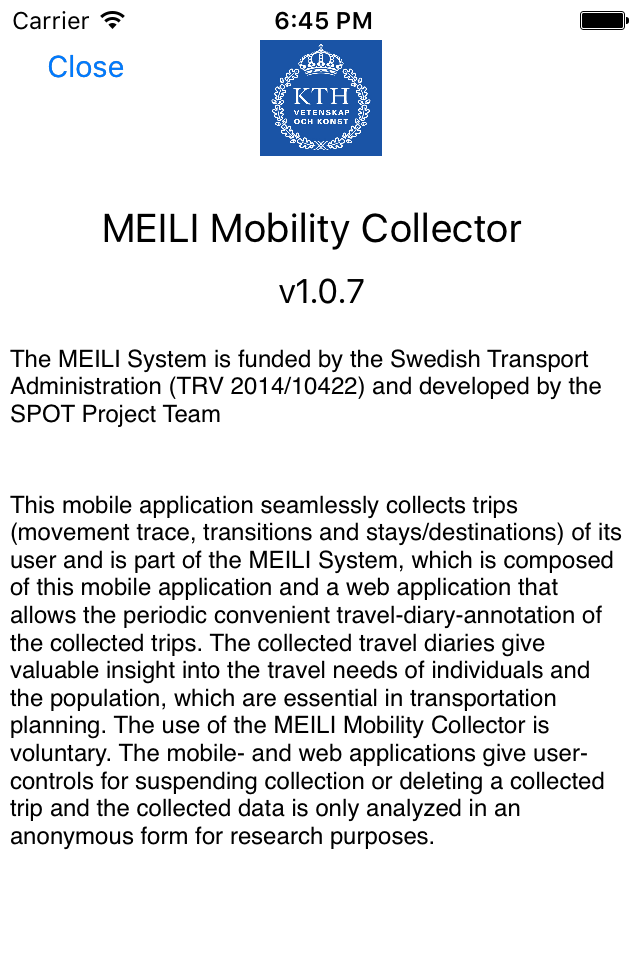 Carrier 6:45 PM
Close
KTH
VETENSKAP
OCH KONST
MEILI Mobility Collector
v1.0.7
The MEILI System is funded by the Swedish Transport
Administration (TRV 2014/10422) and developed by the
SPOT Project Team
This mobile application seamlessly collects trips
(movement trace, transitions and stays/destinations) of its
user and is part of the MEILI System, which is composed
of this mobile application and a web application that
allows the periodic convenient travel-diary-annotation of
the collected trips. The collected travel diaries give
valuable insight into the travel needs of individuals and
the population, which are essential in transportation
planning. The use of the MEILI Mobility Collector is
voluntary. The mobile- and web applications give user-
controls for suspending collection or deleting a collected
trip and the collected data is only analyzed in an
anonymous form for research purposes.